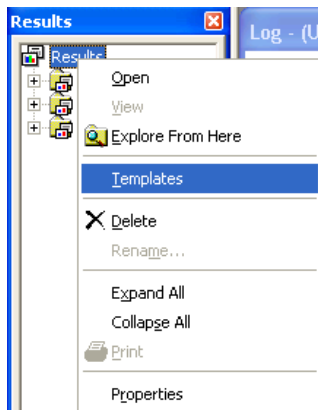 Results
Log - (U
Results
Open
View
Explore From Here
Templates
Delete
Rename...
Expand All
Collapse All
Print
Properties